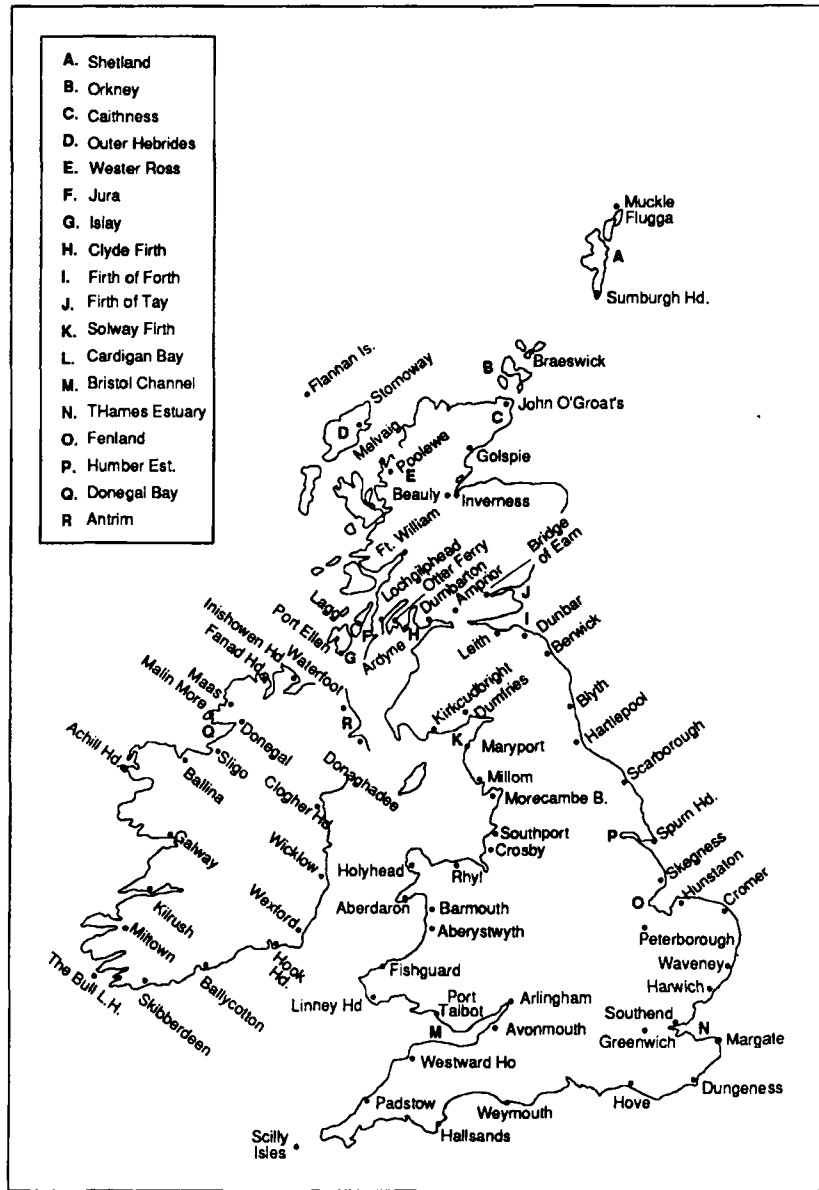 A. Shetland
B. Orkney
C. Caithness
D. Outer Hebrides
E. Wester Ross
F. Jura
G. Islay
H. Clyde Firth
I. Firth of Forth
J. Firth of Tay
K. Solway Firth
L. Cardigan Bay
M. Bristol Channel
N. THames Estuary
O. Fenland
P. Humber Est.
Q. Donegal Bay
R Antrim
Muckle
Flugga
A
Sumburgh Hd.
Flannan Is.
Stornoway
B
Braeswick
John O'Groat's
C
D
Melvaig
Poolewe
E
Golspie
Beauly
Inverness
Ft. William
Lochgilphead
Otter Ferry
Dumbarton
Arnprior
Bridge
of Earn
J
I
Lagg
F
H
Port Ellen
G
Ardyne
Leith
Dunbar
Berwick
Inishowen Hd
Fanad Hd.
Waterfoot
Malin More
Maas
R
Kirkcudbright
Dumfries
Blyth
Q
Donegal
K
Maryport
Hartlepool
Achill Hd.
Sligo
Ballina
Donaghadee
Clogher Hd.
Millom
Morecambe B.
Scarborough
Galway
Southport
Crosby
P
Spurn Hd.
Wicklow
Holyhead
Rhyl
Skegness
Hunstaton
Cromer
Kilrush
Wexford
Aberdaron
Barmouth
O
Miltown
Aberystwyth
Peterborough
Waveney
The Bull L.H.
Skibberdeen
Ballycotton
Hook
Hd.
Fishguard
Harwich
Linney Hd
Port
Talbot
Arlingham
Southend
M
Avonmouth
Greenwich
N
Margate
Westward Ho
Dungeness
Padstow
Weymouth
Hove
Hallsands
Scilly
Isles